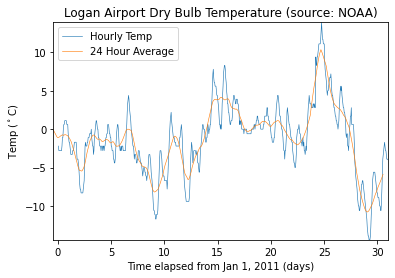 Logan Airport Dry Bulb Temperature (source: NOAA)
Hourly Temp
24 Hour Average
10
5
0
−5
−10
Temp (°C)
0 5 10 15 20 25 30
Time elapsed from Jan 1, 2011 (days)